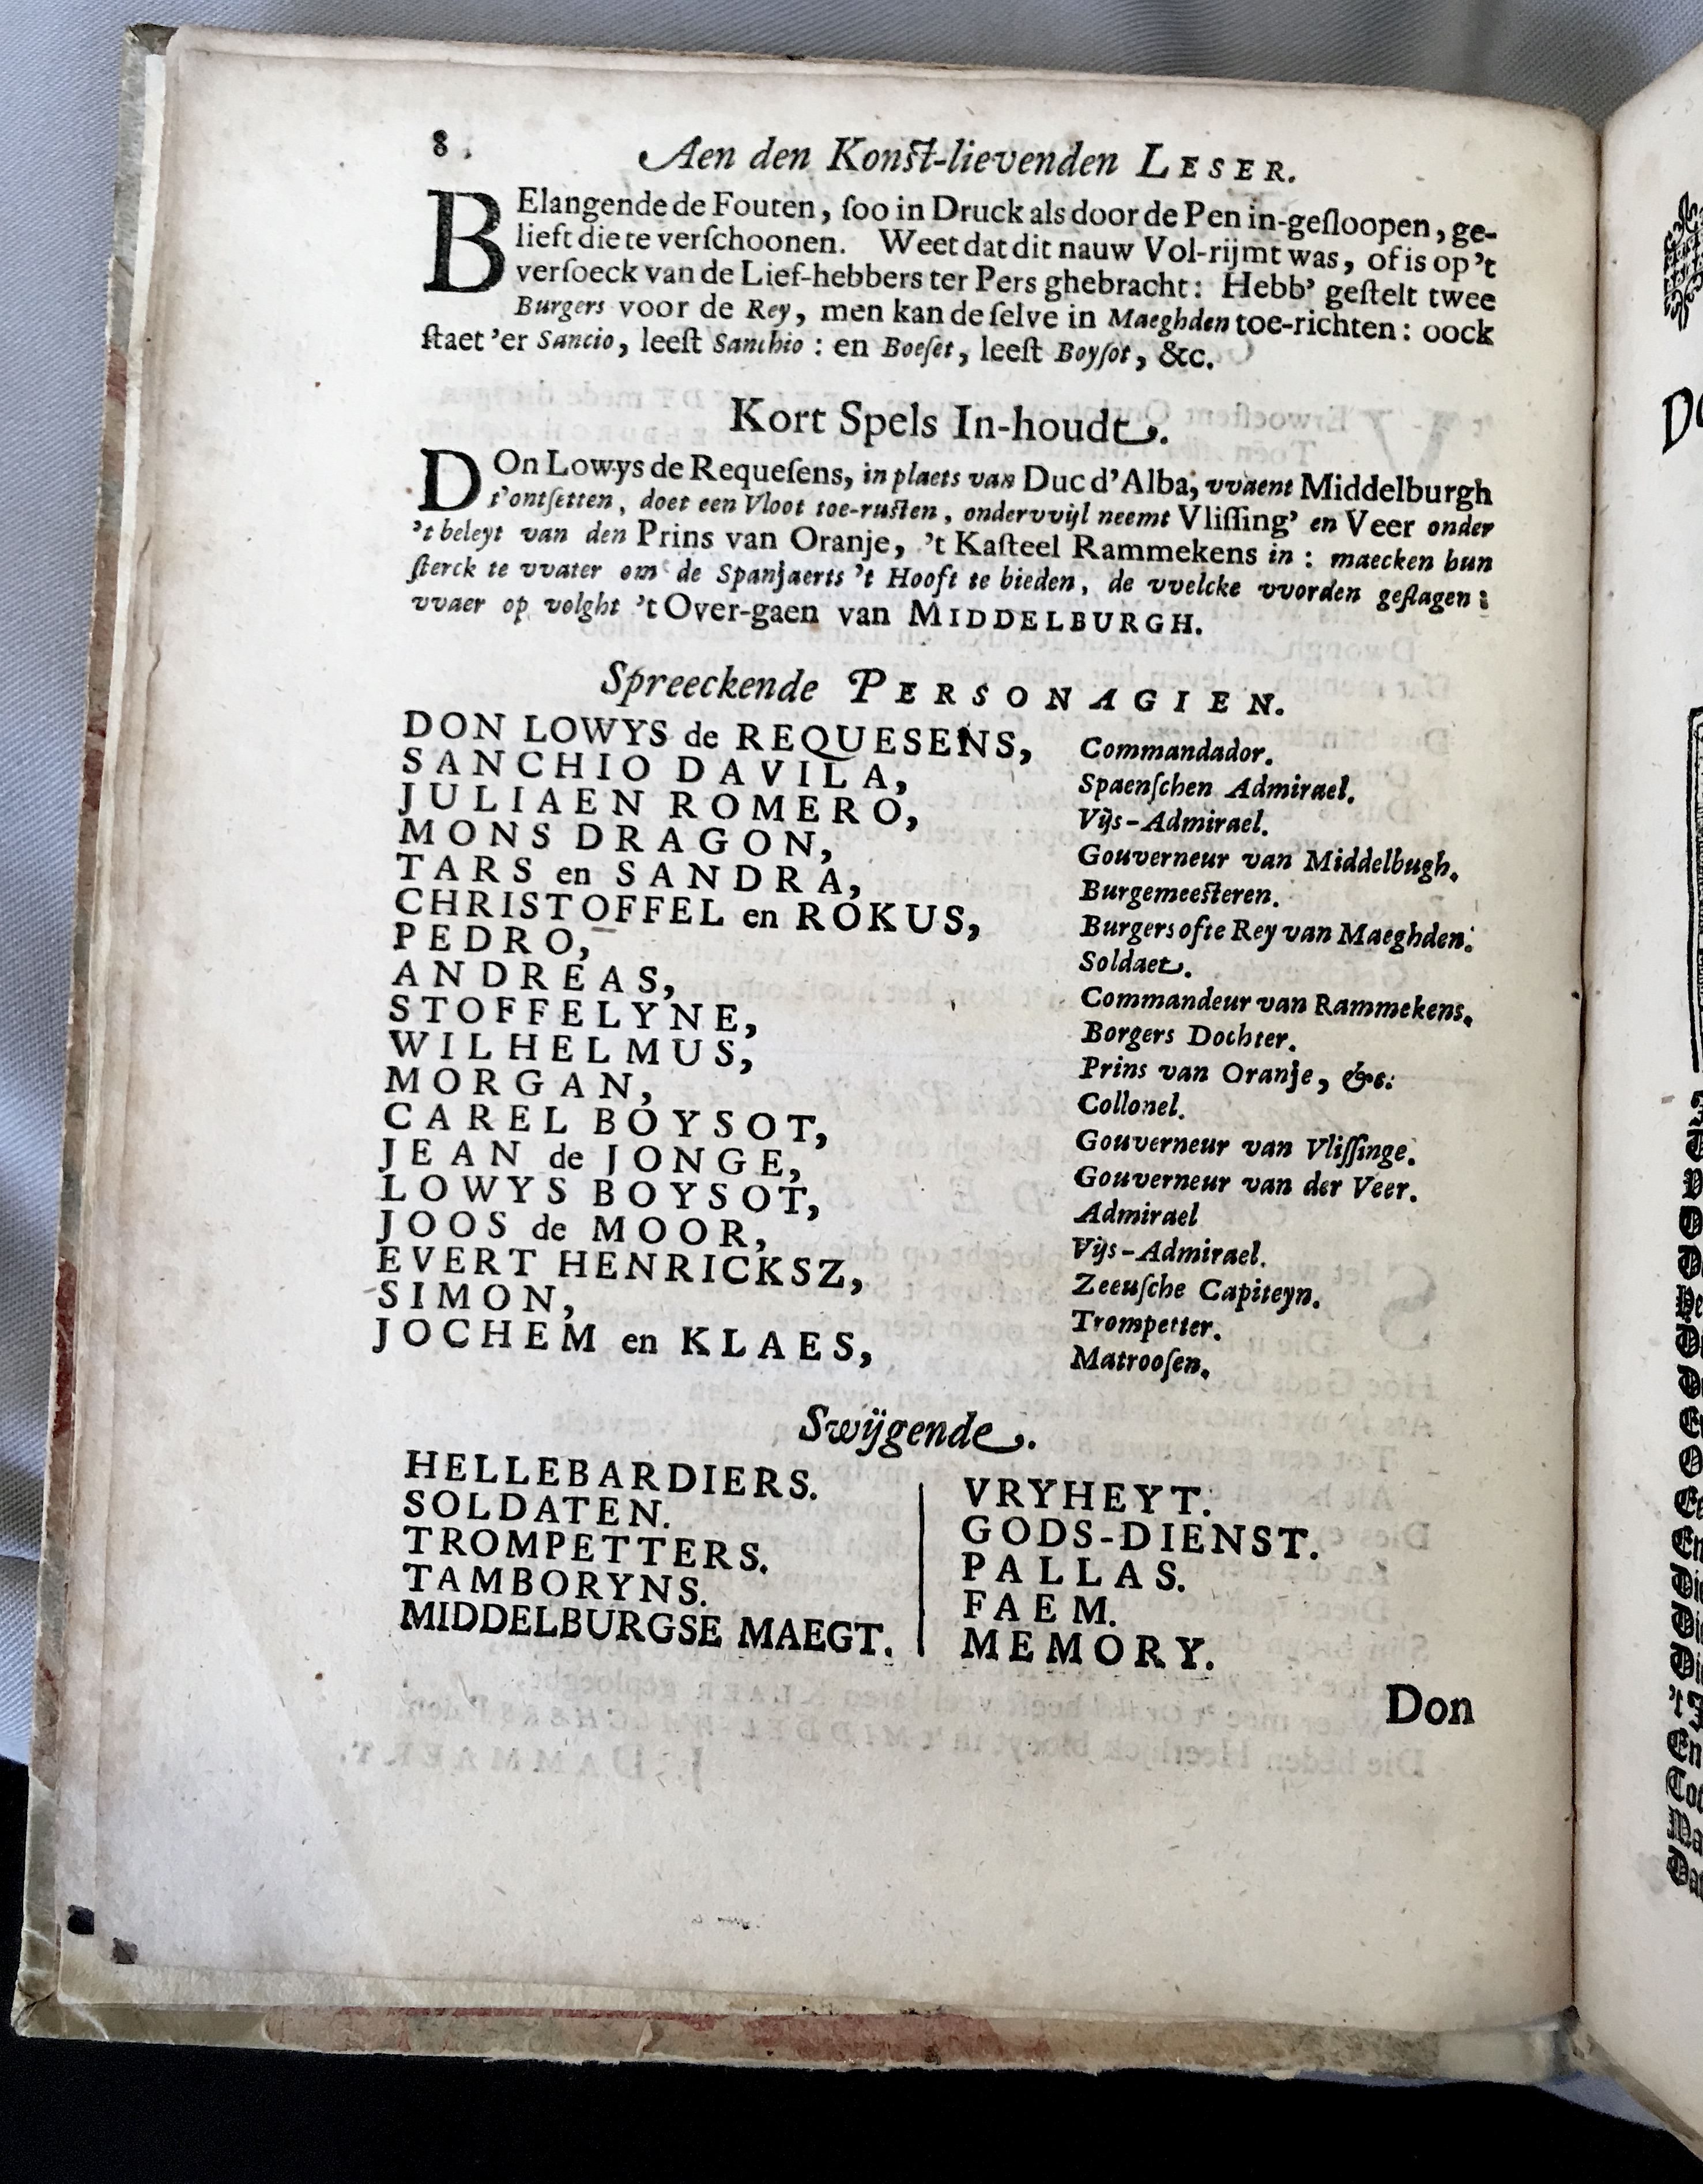 8.
Aen den Konſt-lievenden LESER.
BElangende de Fouten, ſoo in Druck als door de Pen in-geſloopen, ge-
lieft die te verſchoonen. Weet dat dit nauw Vol-rijmt was, of is op 't
verſoeck van de Lief-hebbers ter Pers ghebracht: Hebb' geſtelt twee
Burgers voor de Rey, men kan de ſelve in Maeghden toe-richten: oock
ſtaet 'er Sancio, leeſt Sanchio: en Boeſet, leeſt Boyſot, &c.
Kort Spels In-houdt.
DOn Lowys de Requeſens, in plaets van Duc d'Alba, vvaent Middelburgh
t'ontſetten, doet een Vloot toe-ruſten, ondervvijl neemt Vliſſing' en Veer onder
't beleyt van den Prins van Oranje, 't Kaſteel Rammekens in: maecken hun
ſterck te vvater om de Spanjaerts 't Hooft te bieden, de vvelcke vvorden geſlagen:
vvaer op volght 't Over-gaen van MIDDELBURGH.
Spreeckende PERSONAGIEN.
DON LOWYS de REQUESENS, Commandador.
SANCHIO DAVILA, Spaenſchen Admirael.
JULIAEN ROMERO, Vijs-Admirael.
MONS DRAGON, Gouverneur van Middelbugh.
TARS en SANDRA, Burgemeeſteren.
CHRISTOFFEL en ROKUS, Burgers ofte Rey van Maeghden.
PEDRO, Soldaet.
ANDREAS, Commandeur van Rammekens.
STOFFELYNE, Borgers Dochter.
WILHELMUS, Prins van Oranje, &c.
MORGAN, Collonel.
CAREL BOYSOT, Gouverneur van Vliſſinge.
JEAN de JONGE, Gouverneur van der Veer.
LOWYS BOYSOT, Admirael
JOOS de MOOR, Vijs-Admirael.
EVERT HENRICKSZ, Zeeuſche Capiteyn.
SIMON, Trompetter.
JOCHEM en KLAES, Matrooſen.
Swijgende.
HELLEBARDIERS.
SOLDATEN.
TROMPETTERS.
TAMBORYNS.
MIDDELBURGSE MAEGT.
VRYHEYT.
GODS-DIENST.
PALLAS.
FAEM.
MEMORY.
Don